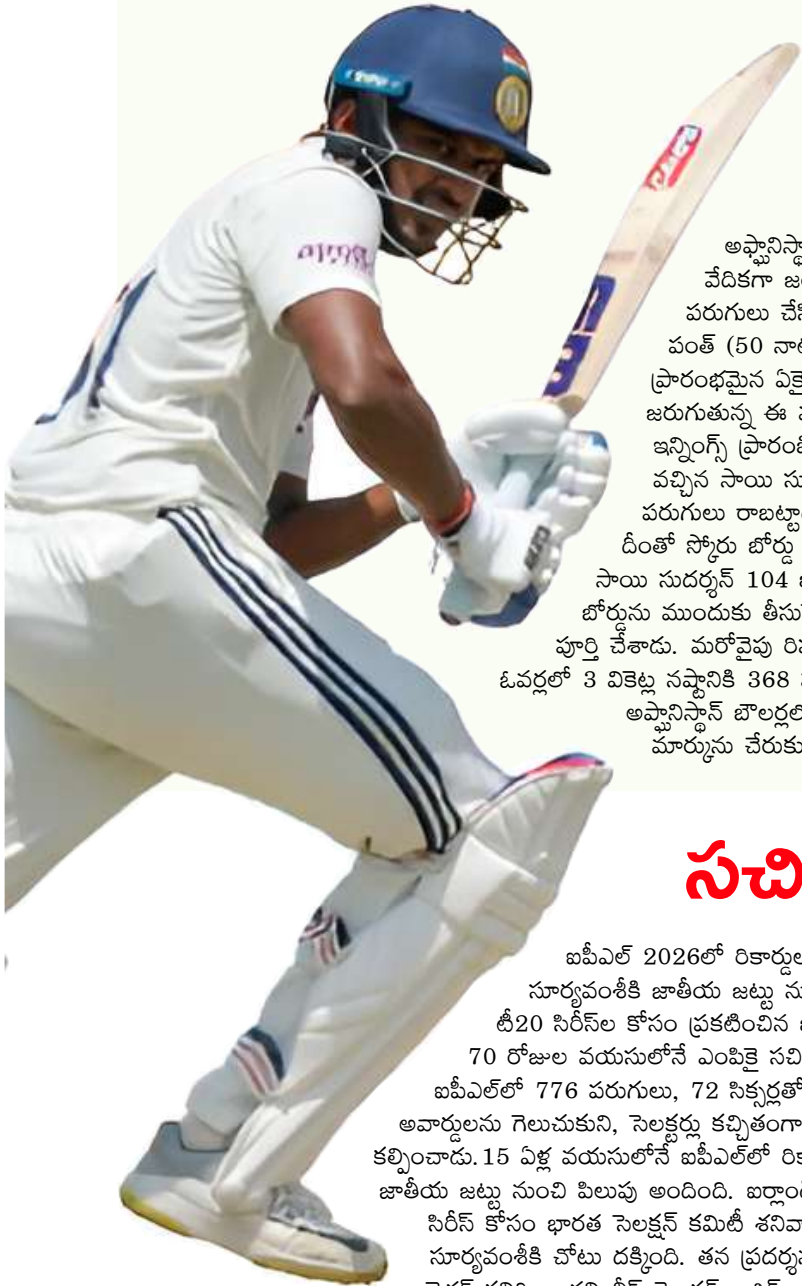 అఫ్ఘానిస్థా
వేదికగా జ
పరుగులు చేసి
పంత్ (50 నాట
ప్రారంభమైన ఏకై
జరుగుతున్న ఈ
ఇన్నింగ్స్ ప్రారంభ
వచ్చిన సాయి సు
పరుగులు రాబట్టా
దీంతో స్కోరు బోర్డు
సాయి సుదర్శన్ 104
బోర్డును ముందుకు తీసు
పూర్తి చేశాడు. మరోవైపు రి
ఓవర్లలో 3 వికెట్ల నష్టానికి 368
అప్ఘానిస్థాన్ బౌలర్లలో
మార్కును చేరుకు
సచి
ఐపీఎల్ 2026లో రికార్డుల
సూర్యవంశీకి జాతీయ జట్టు ను
టీ20 సిరీస్‌ల కోసం ప్రకటించిన
70 రోజుల వయసులోనే ఎంపికై సచి
ఐపీఎల్‌లో 776 పరుగులు, 72 సిక్సర్లతో
అవార్డులను గెలుచుకుని, సెలక్టర్లు కచ్చితంగా
కల్పించాడు.15 ఏళ్ల వయసులోనే ఐపీఎల్‌లో రిక
జాతీయ జట్టు నుంచి పిలుపు అందింది. ఐర్లాం
సిరీస్ కోసం భారత సెలక్షన్ కమిటీ శనివా
సూర్యవంశీకి చోటు దక్కింది. తన ప్రదర్శన